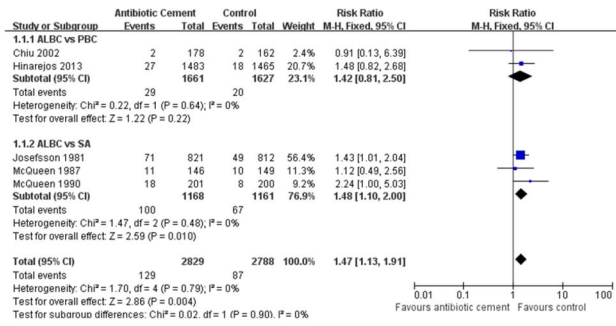 Antibiotic Cement Control Risk Ratio Risk Ratio
Study or Subgroup Events Total Events Total Weight M-H, Fixed, 95% CI M-H, Fixed, 95% CI
1.1.1 ALBC vs PBC
Chiu 2002 2 178 2 162 2.4% 0.91 [0.13, 6.39]
Hinarejos 2013 27 1483 18 1465 20.7% 1.48 [0.82, 2.68]
Subtotal (95% CI) 1661 1627 23.1% 1.42 [0.81, 2.50]
Total events 29 20
Heterogeneity: Chi² = 0.22, df = 1 (P = 0.64); I² = 0%
Test for overall effect: Z = 1.22 (P = 0.22)
1.1.2 ALBC vs SA
Josefsson 1981 71 821 49 812 56.4% 1.43 [1.01, 2.04]
McQueen 1987 11 146 10 149 11.3% 1.12 [0.49, 2.56]
McQueen 1990 18 201 8 200 9.2% 2.24 [1.00, 5.03]
Subtotal (95% CI) 1168 1161 76.9% 1.48 [1.10, 2.00]
Total events 100 67
Heterogeneity: Chi² = 1.47, df = 2 (P = 0.48); I² = 0%
Test for overall effect: Z = 2.59 (P = 0.010)
Total (95% CI) 2829 2788 100.0% 1.47 [1.13, 1.91]
Total events 129 87
Heterogeneity: Chi² = 1.70, df = 4 (P = 0.79); I² = 0%
Test for overall effect: Z = 2.86 (P = 0.004)
Test for subgroup differences: Chi² = 0.02, df = 1 (P = 0.90), I² = 0%
0.01 0.1 1 10 100
Favours antibiotic cement Favours control